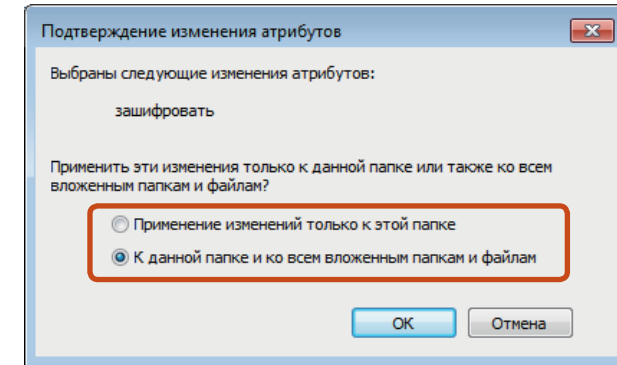 Подтверждение изменения атрибутов
Выбраны следующие изменения атрибутов:
зашифровать
Применить эти изменения только к данной папке или также ко всем
вложенным папкам и файлам?
Применение изменений только к этой папке
К данной папке и ко всем вложенным папкам и файлам
ОК Отмена